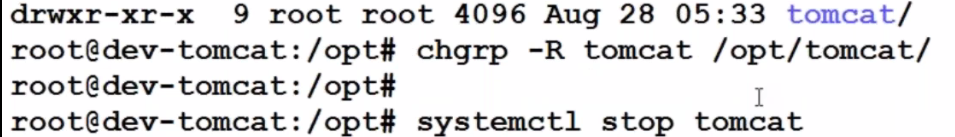 drwxr-xr-x  9 root root 4096 Aug 28 05:33 tomcat/
root@dev-tomcat:/opt# chgrp -R tomcat /opt/tomcat/
root@dev-tomcat:/opt#
root@dev-tomcat:/opt# systemctl stop tomcat